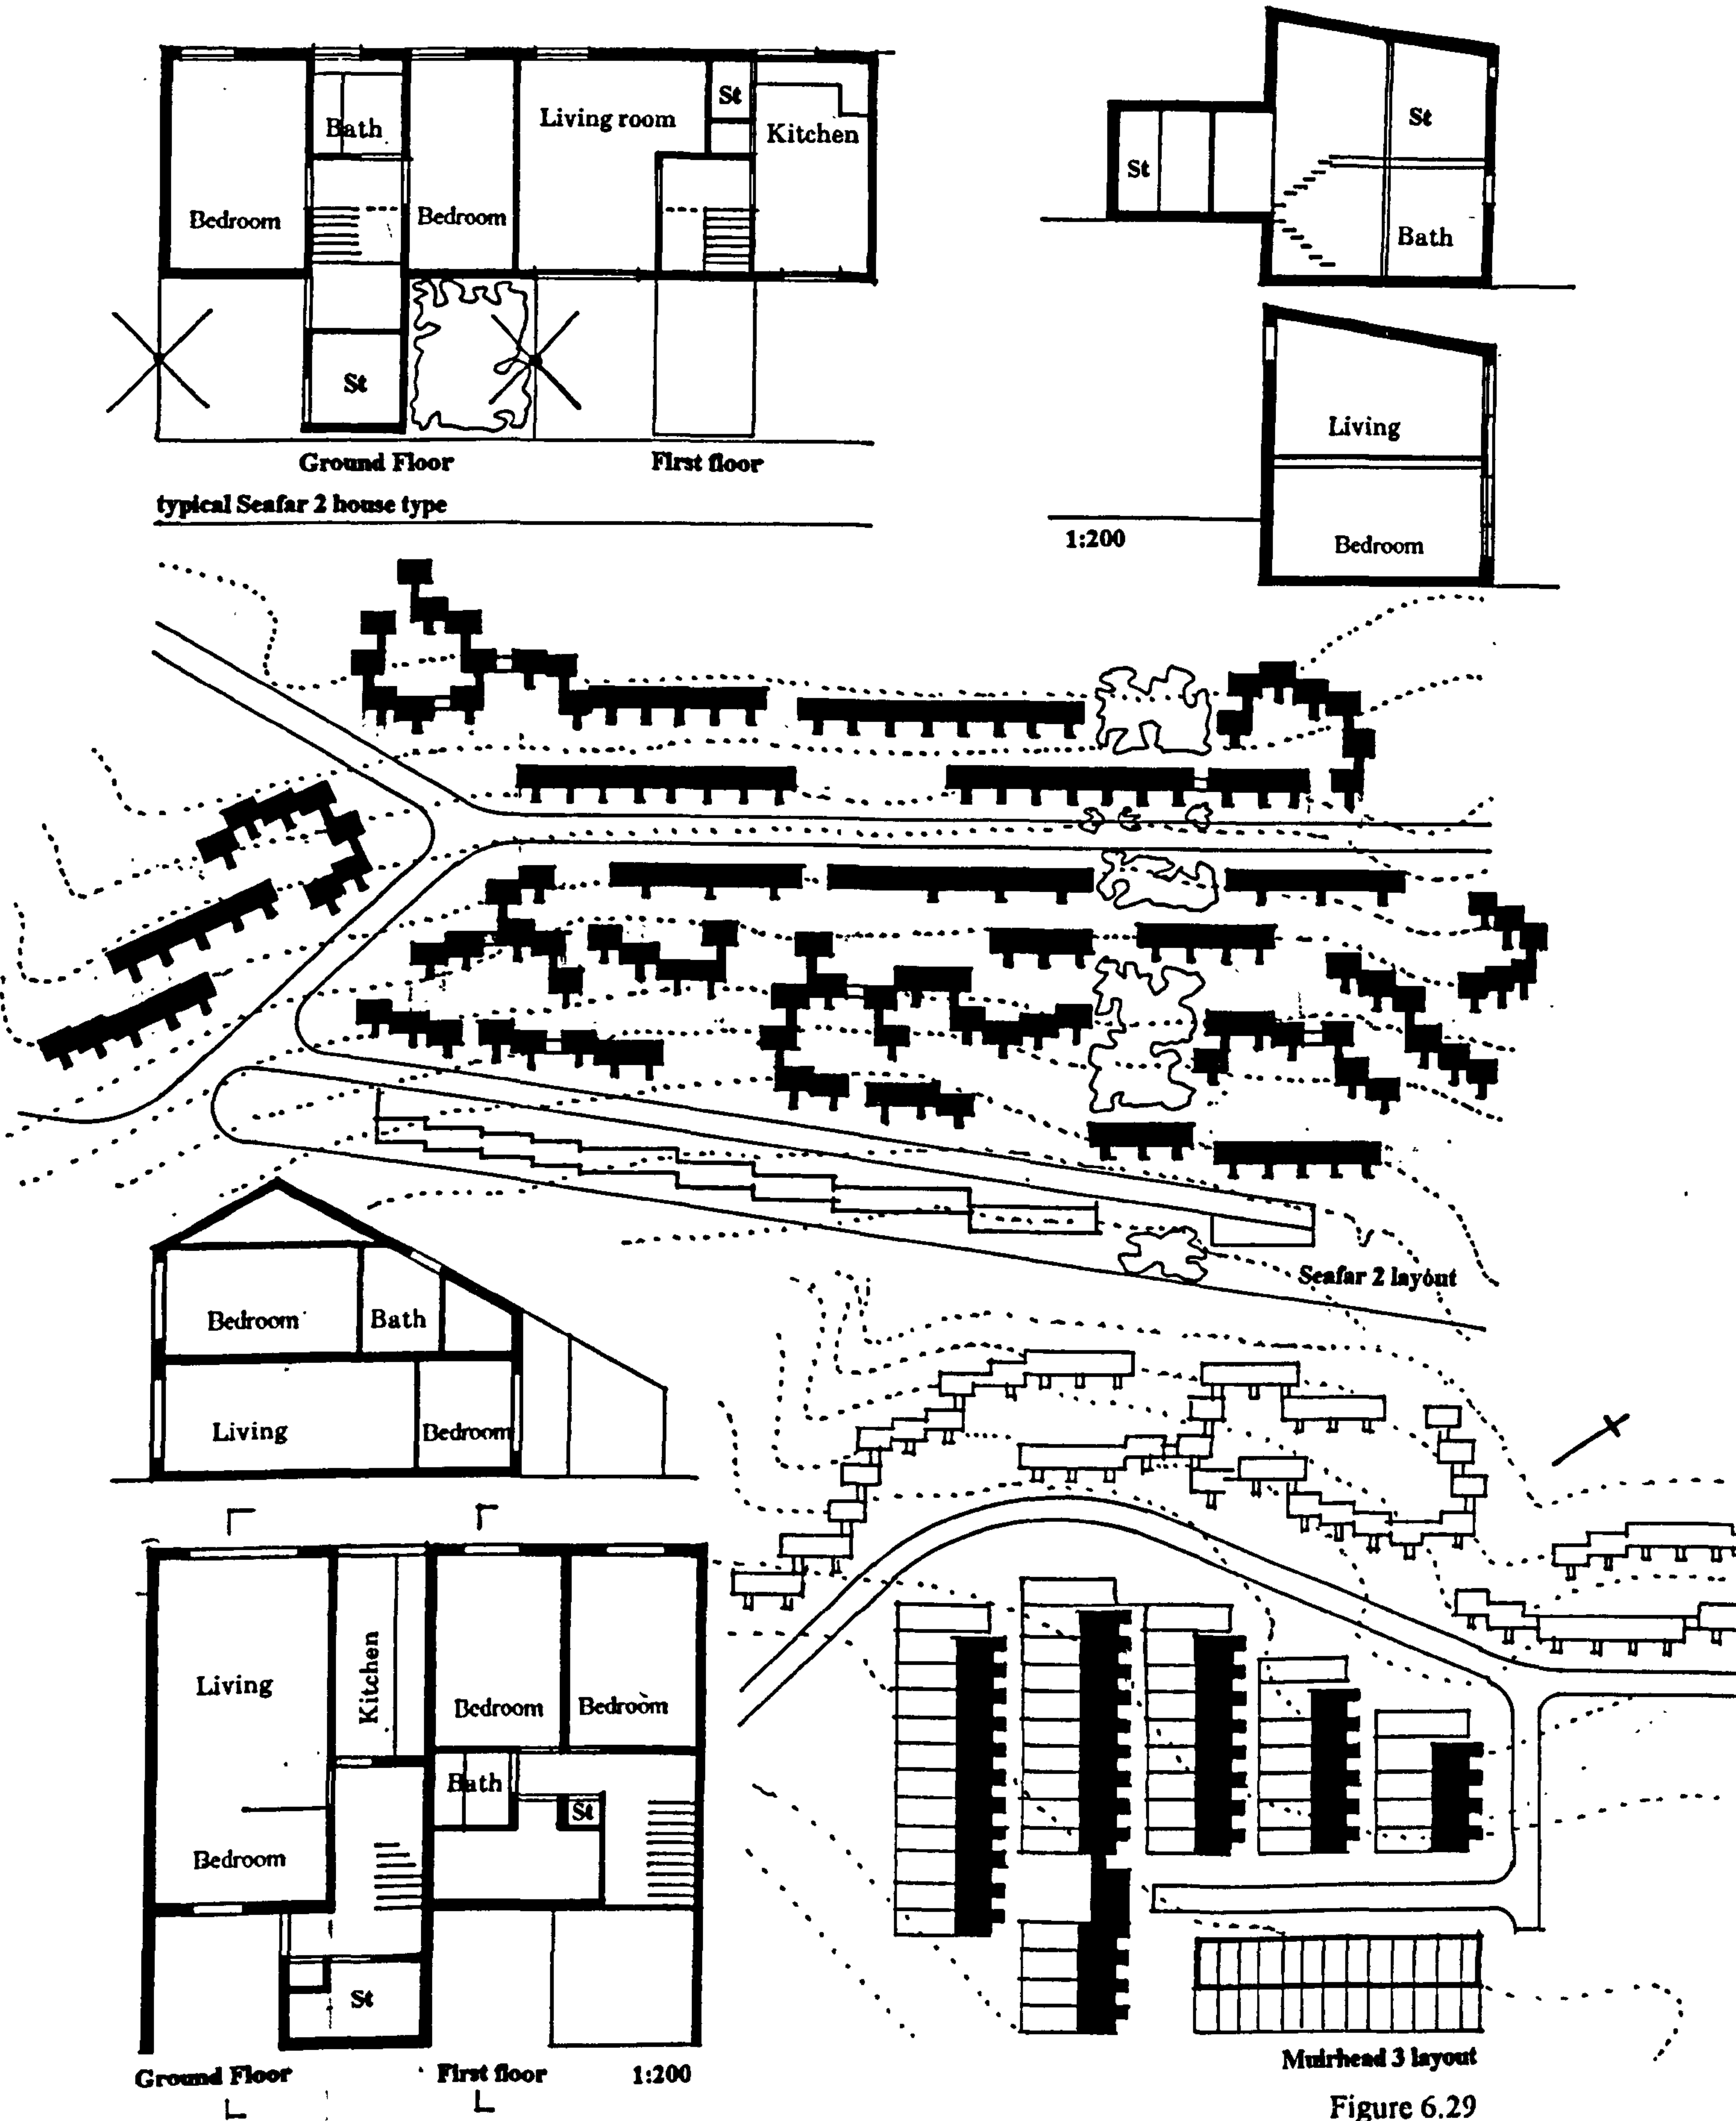 St
Bath
Living room
Kitchen
Bedroom
Bedroom
St
Ground Floor
First floor
typical Seafar 2 house type
St
St
Bath
Living
1:200
Bedroom
Seafar 2 layout
Bedroom
Bath
Living
Bedroom
Living
Kitchen
Bedroom
Bedroom
Bath
St
Bedroom
St
Ground Floor
First floor
1:200
Muirhead 3 layout
Figure 6.29